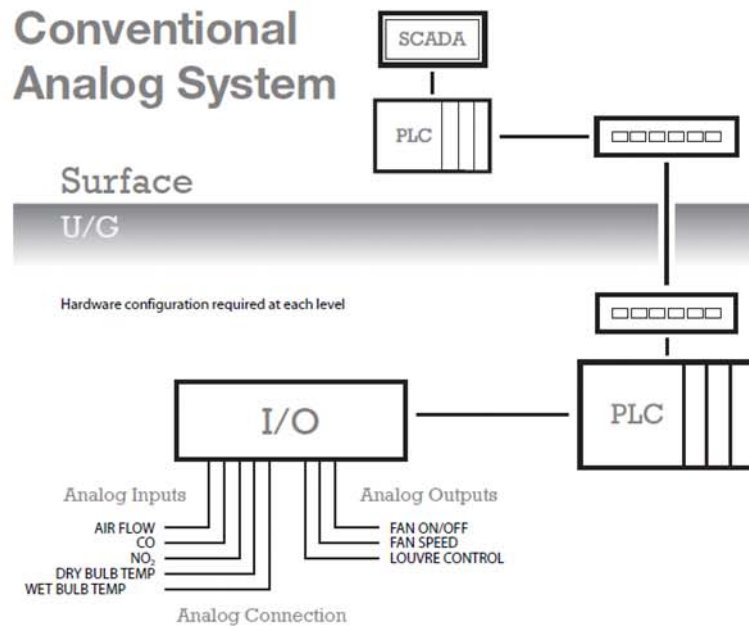 Conventional
Analog System
SCADA
PLC
Surface
U/G
Hardware configuration required at each level
I/O
PLC
Analog Inputs
Analog Outputs
AIR FLOW
CO
NO₂
DRY BULB TEMP
WET BULB TEMP
FAN ON/OFF
FAN SPEED
LOUVRE CONTROL
Analog Connection